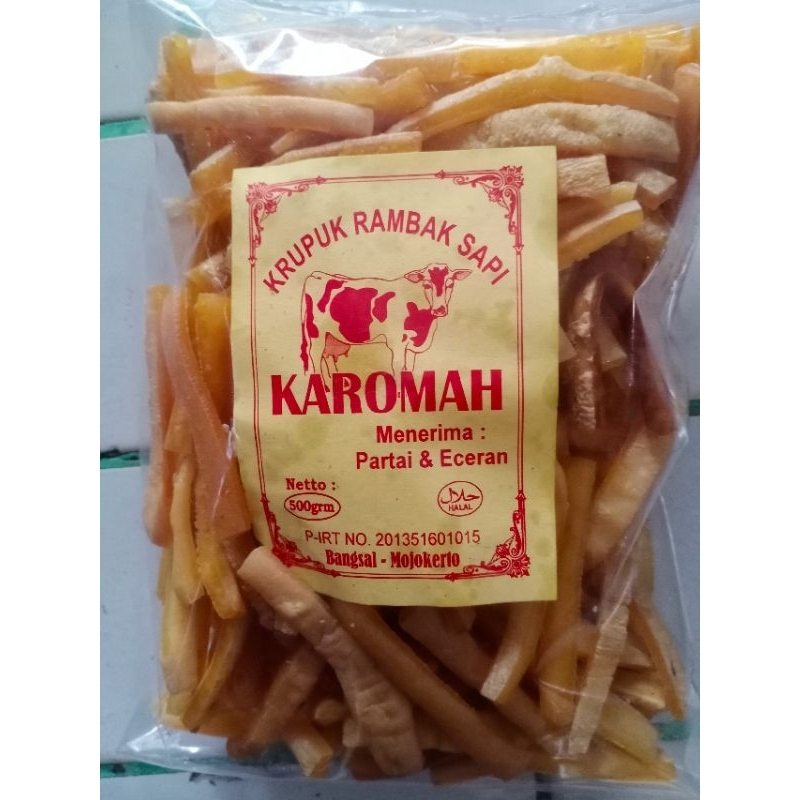 KRUPUK RAMBAK SAPI
KAROMAH
Menerima :
Partai & Eceran
Netto :
500grm
حلال
HALAL
P-IRT NO. 201351601015
Bangsal - Mojokerto